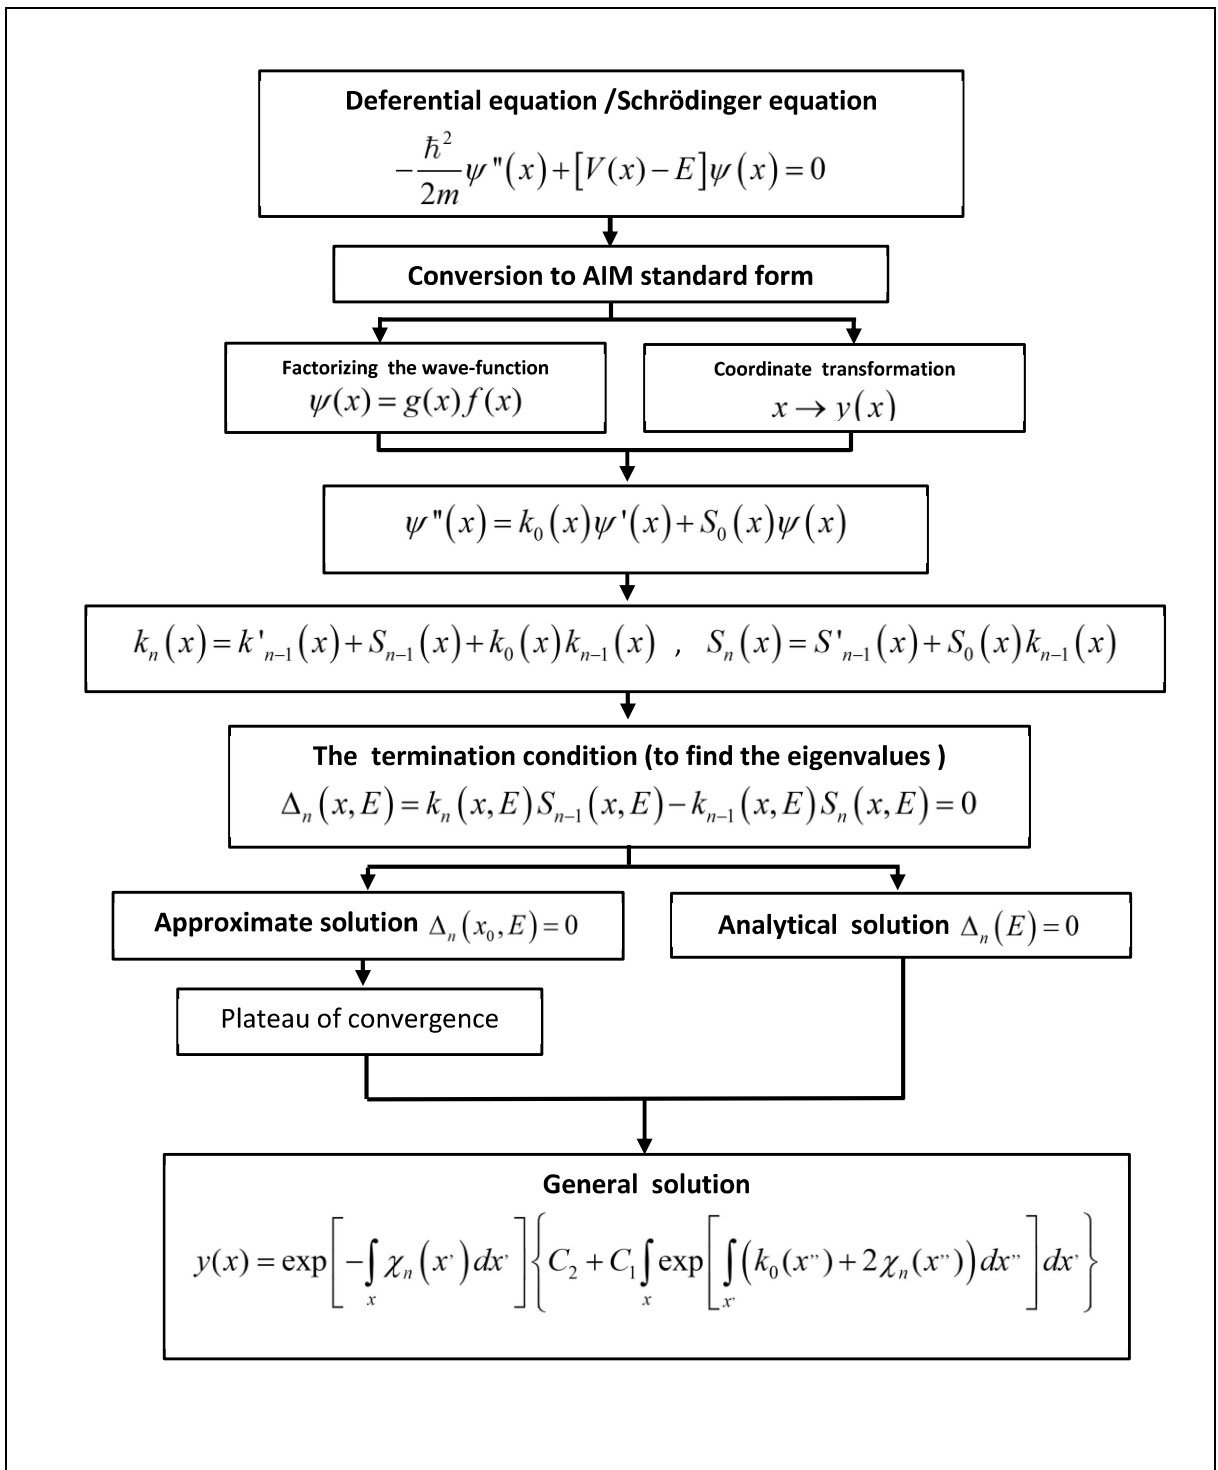 Deferential equation /Schrödinger equation
−ℏ²/2m ψ"(x)+[V(x)−E]ψ(x)=0
Conversion to AIM standard form
Factorizing the wave-function
ψ(x)=g(x)f(x)
Coordinate transformation
x→y(x)
ψ"(x)=k₀(x)ψ'(x)+S₀(x)ψ(x)
kₙ(x)=k'ₙ₋₁(x)+Sₙ₋₁(x)+k₀(x)kₙ₋₁(x) , Sₙ(x)=S'ₙ₋₁(x)+S₀(x)kₙ₋₁(x)
The termination condition (to find the eigenvalues )
Δₙ(x,E)=kₙ(x,E)Sₙ₋₁(x,E)−kₙ₋₁(x,E)Sₙ(x,E)=0
Approximate solution Δₙ(x₀,E)=0
Analytical solution Δₙ(E)=0
Plateau of convergence
General solution
y(x)=exp[−∫ₓ χₙ(x’)dx’]{C₂+C₁∫ₓ exp[∫ₓ’(k₀(x”)+2χₙ(x”))dx”]dx’}